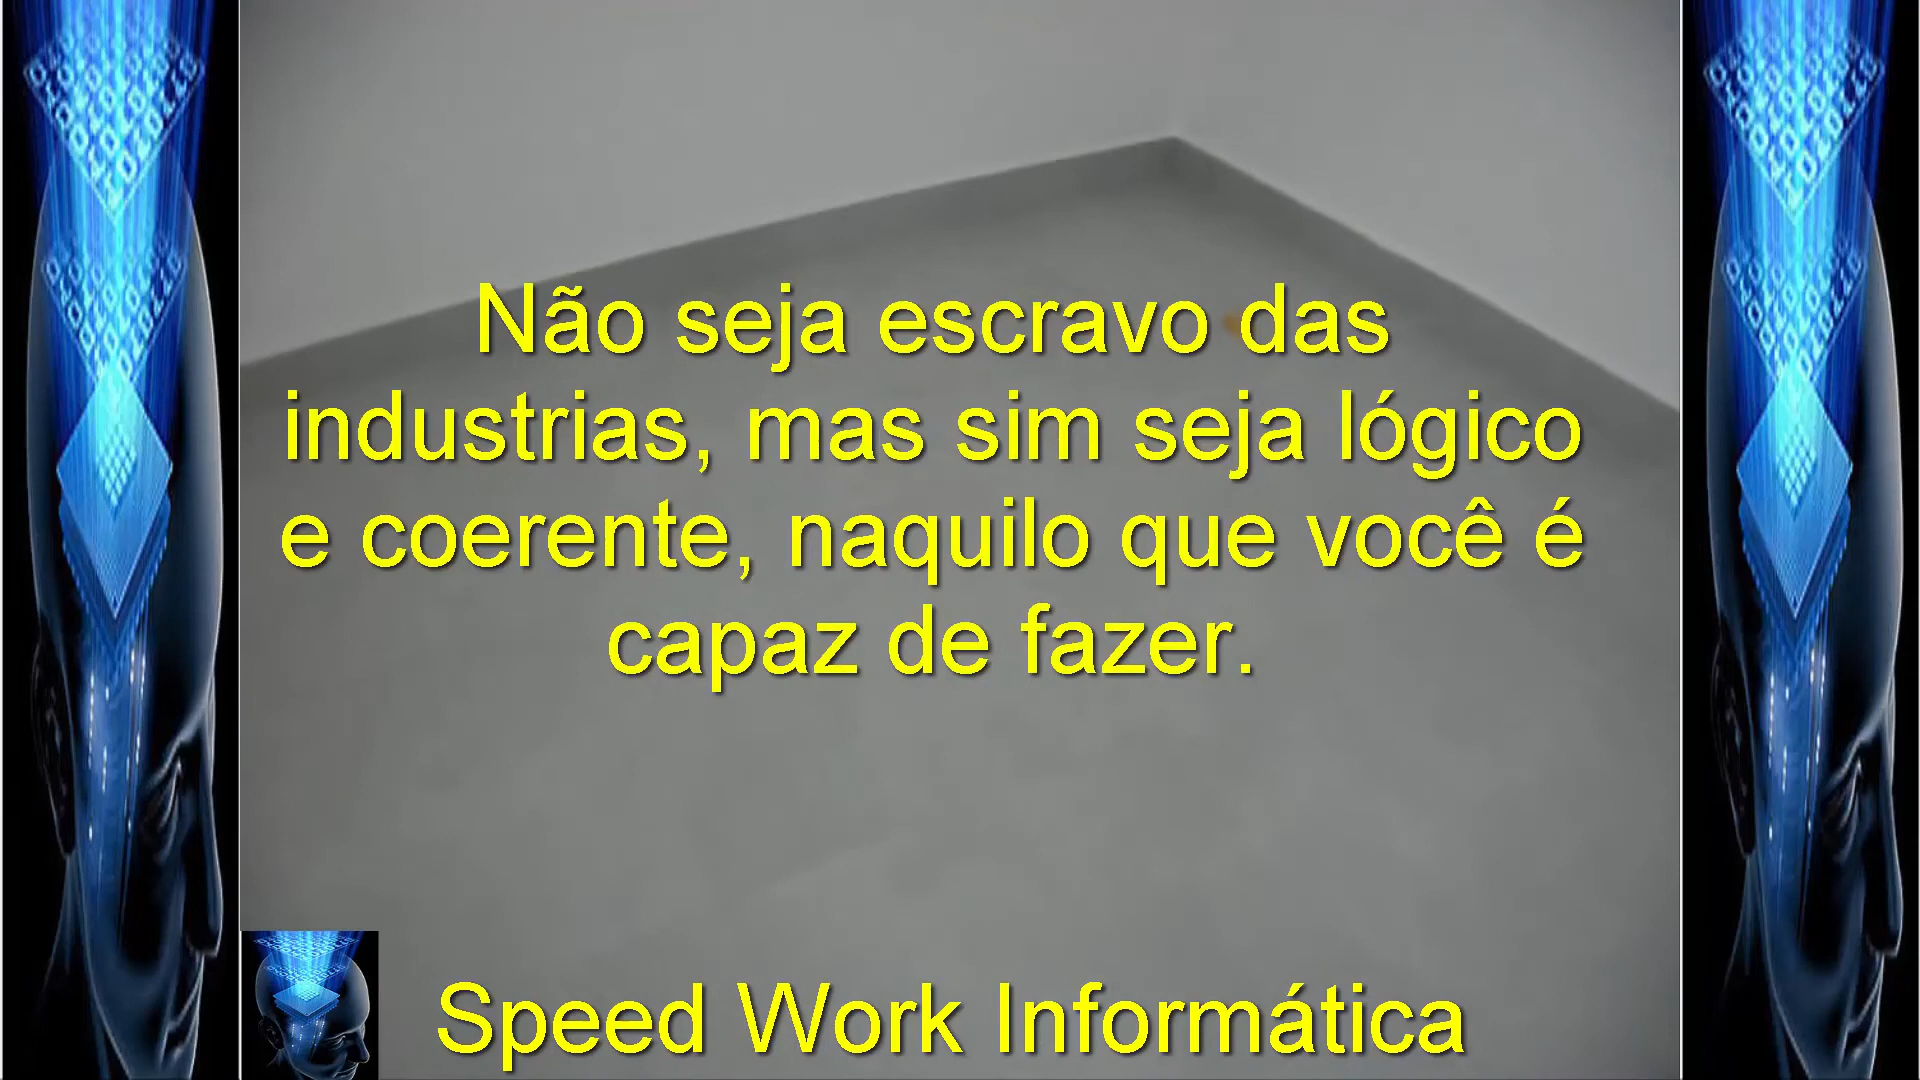 Não seja escravo das
industrias, mas sim seja lógico
e coerente, naquilo que você é
capaz de fazer.
Speed Work Informática